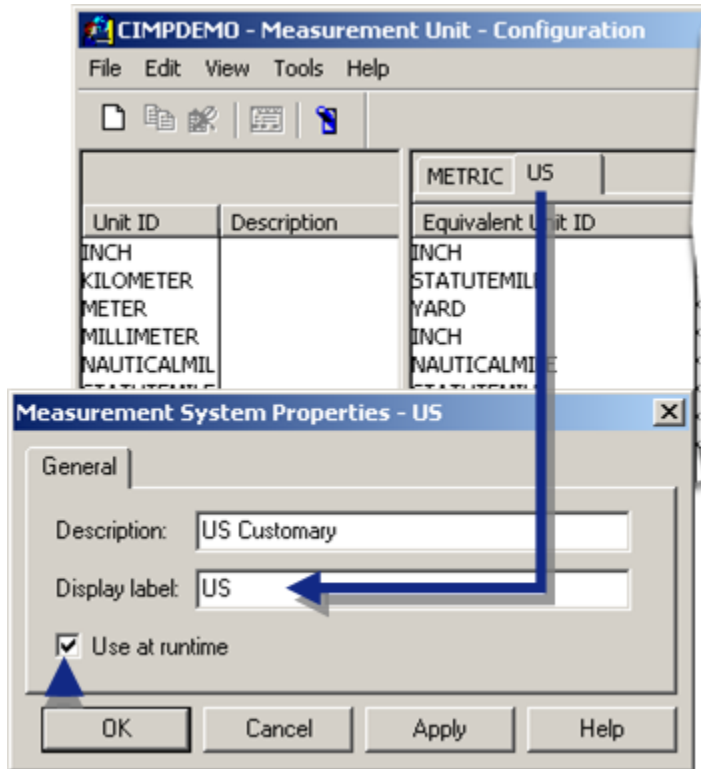 CIMPDEMO - Measurement Unit - Configuration
File Edit View Tools Help
METRIC US
Unit ID Description Equivalent Unit ID
INCH INCH
KILOMETER STATUTEMILE
METER YARD
MILLIMETER INCH
NAUTICALMIL NAUTICALMILE
Measurement System Properties - US
General
Description: US Customary
Display label: US
Use at runtime
OK Cancel Apply Help